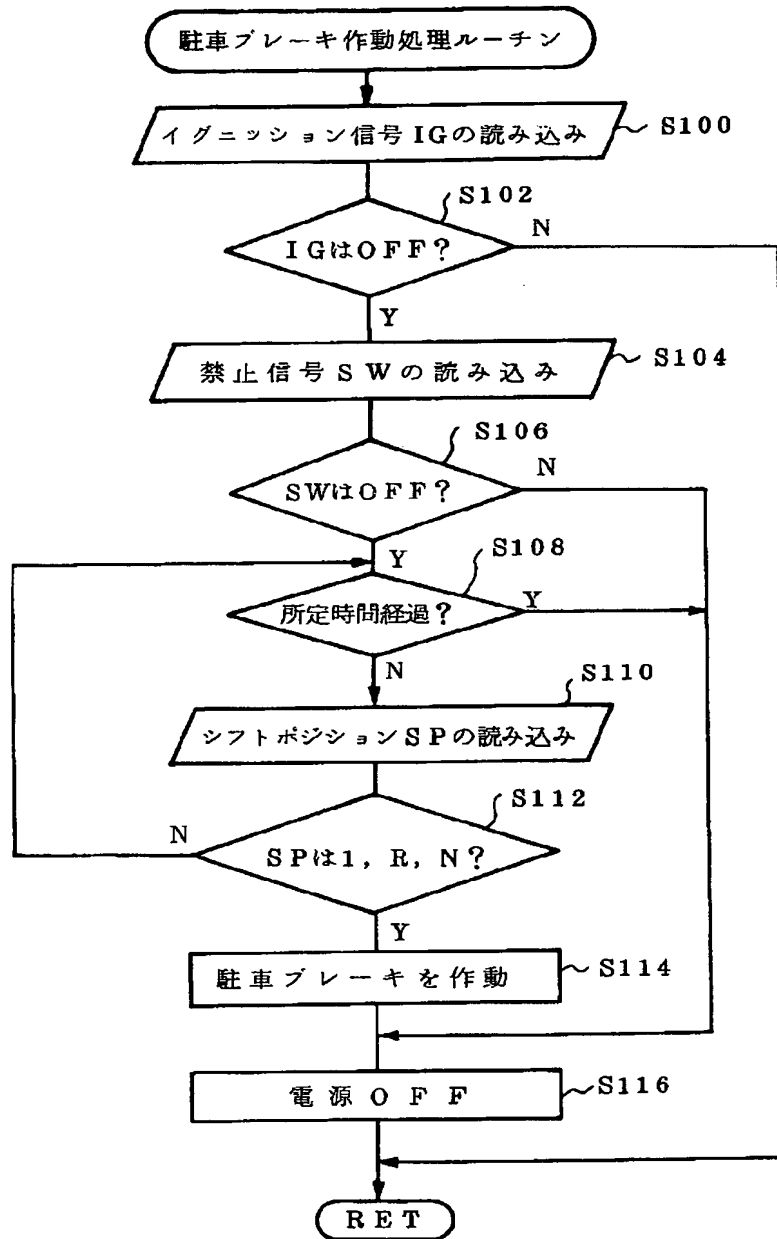 駐車ブレーキ作動処理ルーチン
イグニッション信号IGの読み込み
S100
S102
IGはOFF?
N
Y
禁止信号SWの読み込み
S104
S106
SWはOFF?
N
Y
S108
所定時間経過?
Y
N
S110
シフトポジションSPの読み込み
S112
N
SPは1, R, N?
Y
駐車ブレーキを作動
S114
電源OFF
S116
RET